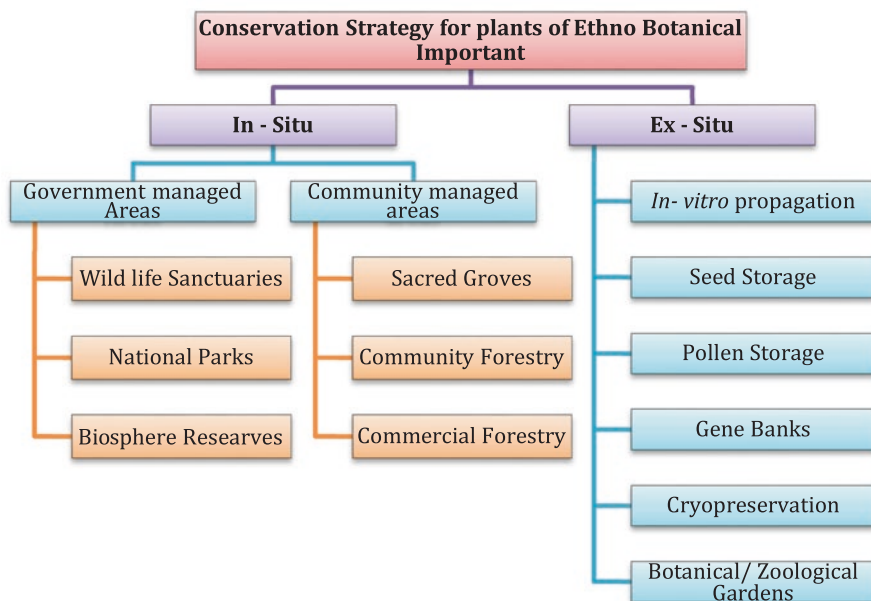 Conservation Strategy for plants of Ethno Botanical
Important
In - Situ
Ex - Situ
Government managed
Areas
Community managed
areas
Wild life Sanctuaries
National Parks
Biosphere Researves
Sacred Groves
Community Forestry
Commercial Forestry
In- vitro propagation
Seed Storage
Pollen Storage
Gene Banks
Cryopreservation
Botanical/ Zoological
Gardens